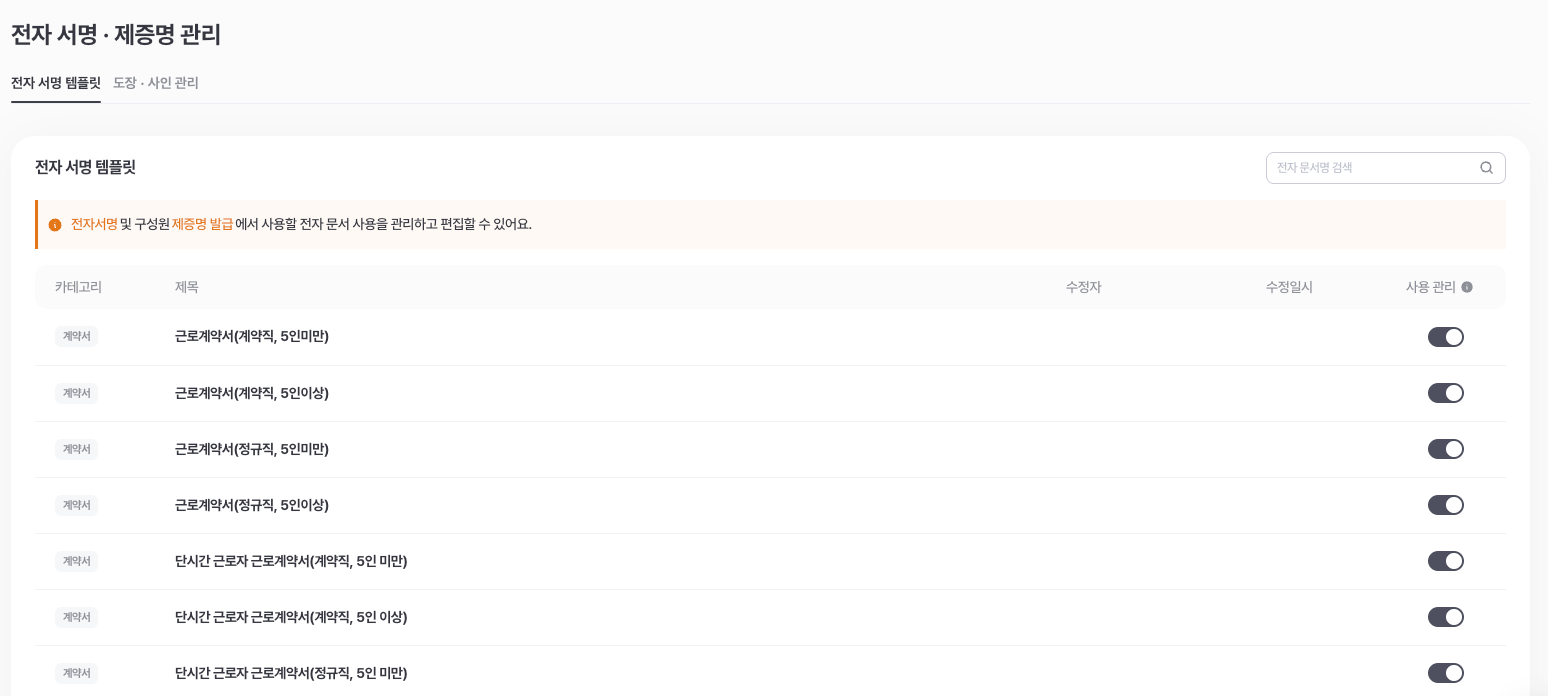 전자 서명 · 제증명 관리
전자 서명 템플릿 도장 · 사인 관리
전자 서명 템플릿 전자 문서명 검색
전자서명 및 구성원 제증명 발급 에서 사용할 전자 문서 사용을 관리하고 편집할 수 있어요.
카테고리 제목 수정자 수정일시 사용 관리
계약서 근로계약서(계약직, 5인미만)
계약서 근로계약서(계약직, 5인이상)
계약서 근로계약서(정규직, 5인미만)
계약서 근로계약서(정규직, 5인이상)
계약서 단시간 근로자 근로계약서(계약직, 5인 미만)
계약서 단시간 근로자 근로계약서(계약직, 5인 이상)
계약서 단시간 근로자 근로계약서(정규직, 5인 미만)